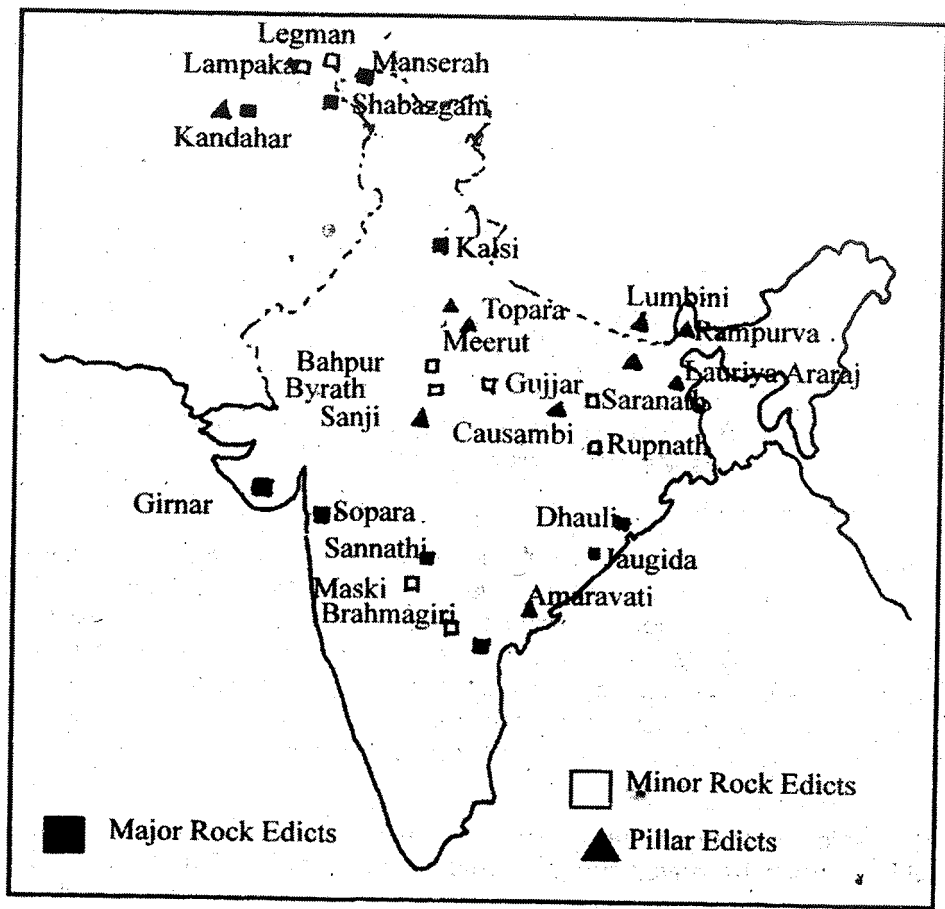 Legman
Lampaka
Manserah
Shabazgahi
Kandahar
Kalsi
Lumbini
Topara
Rampurva
Meerut
Bahpur
Lauriya Araraj
Byrath
Gujjar
Saranath
Sanji
Causambi
Rupnath
Girnar
Sopara
Dhauli
Sannathi
Jaugida
Maski
Amaravati
Brahmagiri
Minor Rock Edicts
Major Rock Edicts
Pillar Edicts